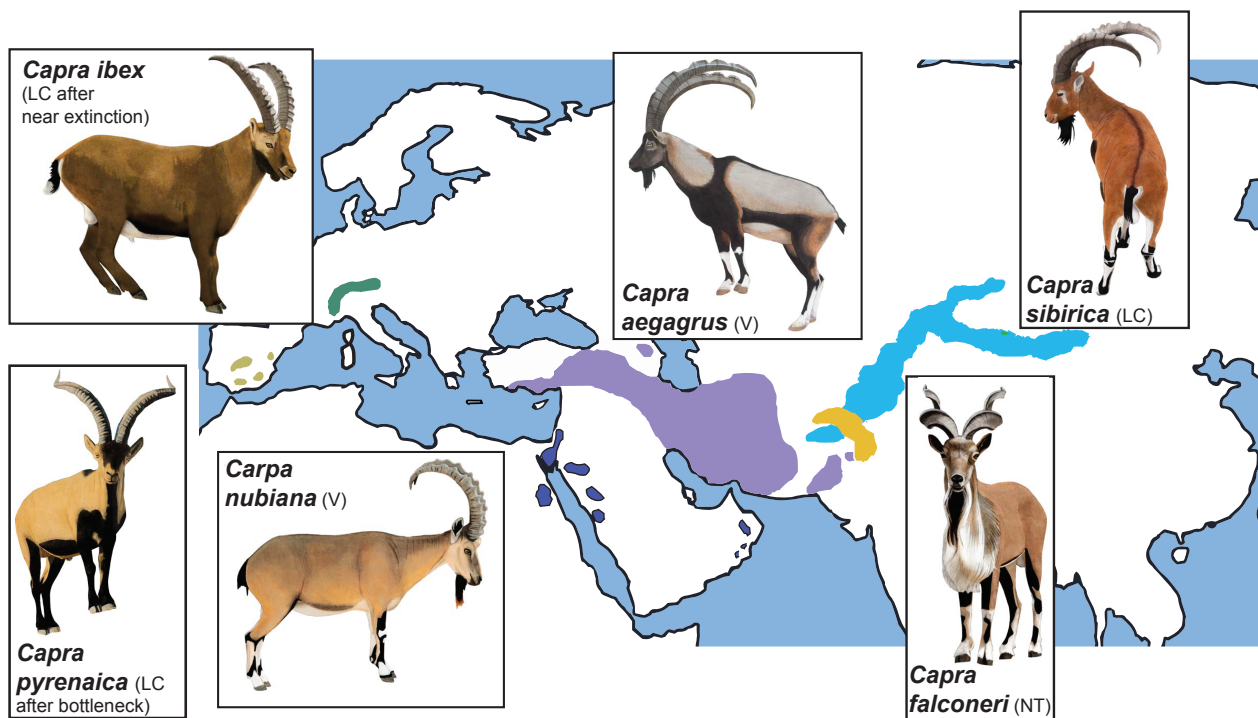 Capra ibex
(LC after
near extinction)
Capra
aegagrus (V)
Capra
sibirica (LC)
Capra
pyrenaica (LC
after bottleneck)
Carpa
nubiana (V)
Capra
falconeri (NT)